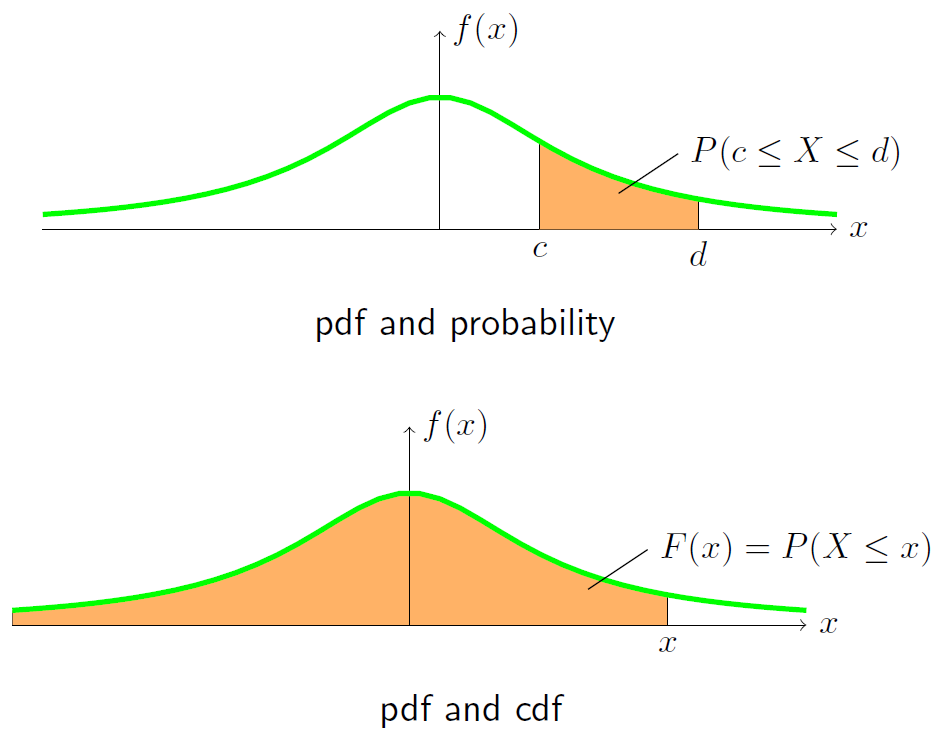 f(x)
P(c ≤ X ≤ d)
x
c
d
pdf and probability
f(x)
F(x) = P(X ≤ x)
x
x
pdf and cdf